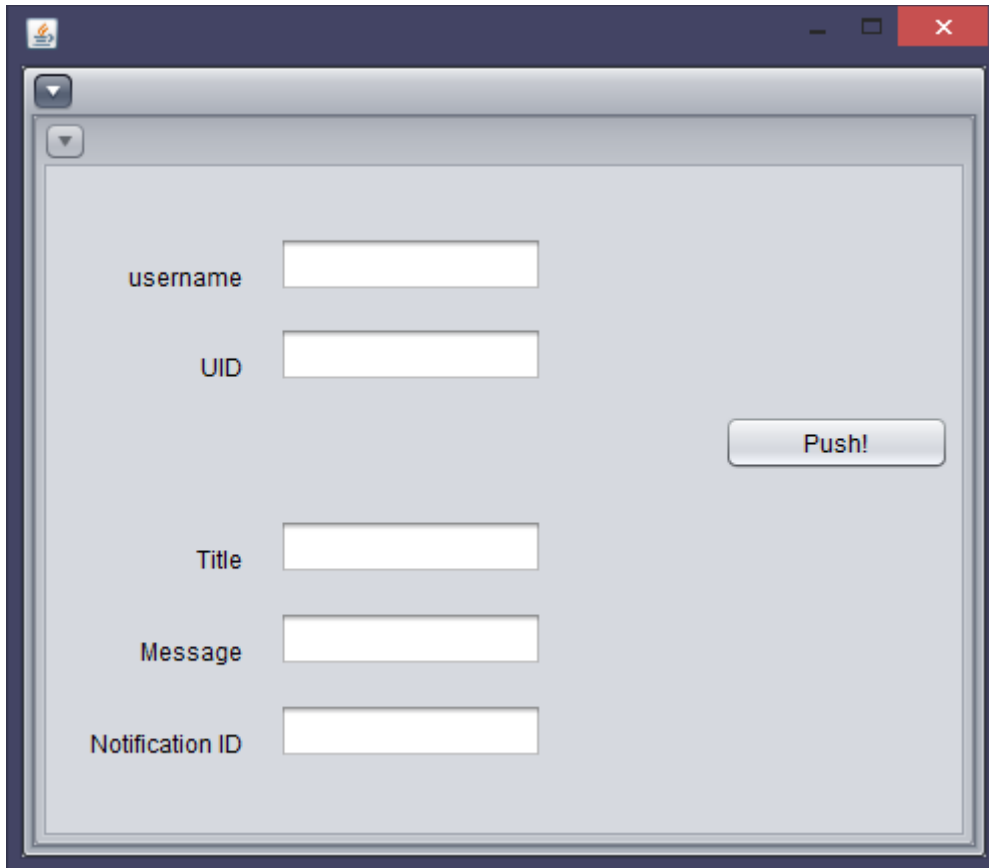 username
UID
Push!
Title
Message
Notification ID